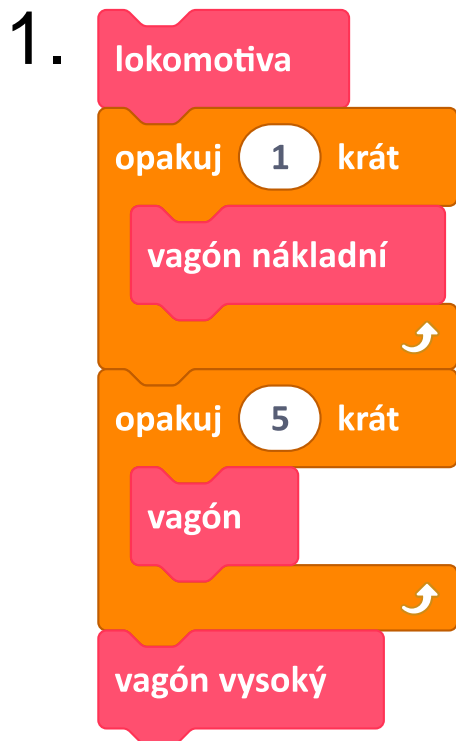 1.
lokomotiva
opakuj 1 krát
vagón nákladní
opakuj 5 krát
vagón
vagón vysoký